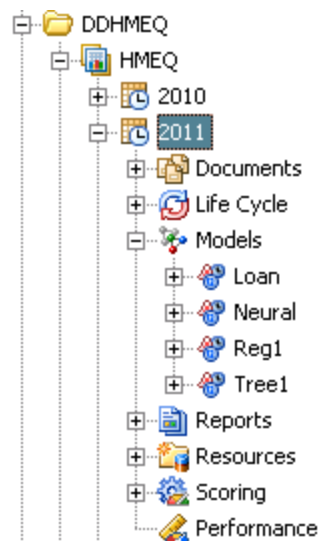 DDHMEQ
HMEQ
2010
2011
Documents
Life Cycle
Models
Loan
Neural
Reg1
Tree1
Reports
Resources
Scoring
Performance